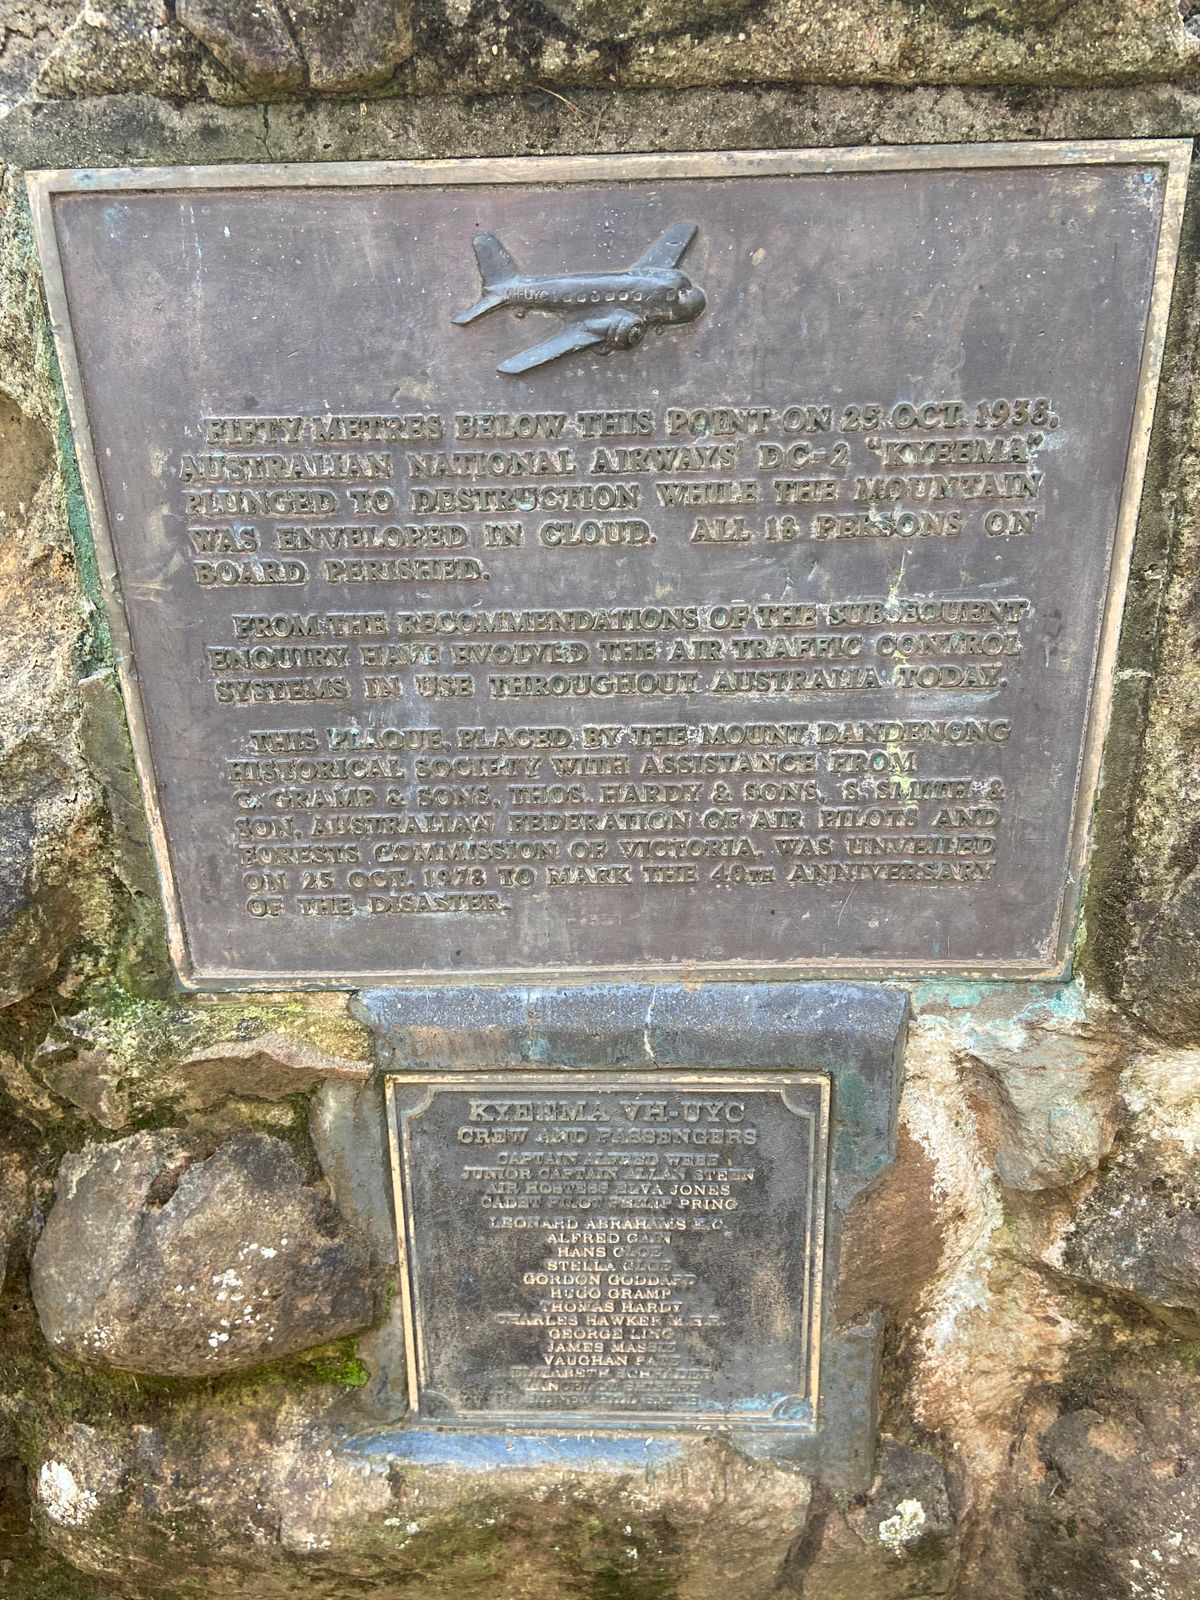 VH-UYC
FIFTY METRES BELOW THIS POINT ON 25 OCT. 1938,
AUSTRALIAN NATIONAL AIRWAYS' DC-2 "KYEEMA"
PLUNGED TO DESTRUCTION WHILE THE MOUNTAIN
WAS ENVELOPED IN CLOUD. ALL 18 PERSONS ON
BOARD PERISHED.
FROM THE RECOMMENDATIONS OF THE SUBSEQUENT
ENQUIRY HAVE EVOLVED THE AIR TRAFFIC CONTROL
SYSTEMS IN USE THROUGHOUT AUSTRALIA TODAY.
THIS PLAQUE, PLACED BY THE MOUNT DANDENONG
HISTORICAL SOCIETY WITH ASSISTANCE FROM
G. GRAMP & SONS, THOS. HARDY & SONS, S. SMITH &
SON, AUSTRALIAN FEDERATION OF AIR PILOTS AND
FORESTS COMMISSION OF VICTORIA, WAS UNVEILED
ON 25 OCT. 1978 TO MARK THE 40TH ANNIVERSARY
OF THE DISASTER.
KYEEMA VH-UYC
CREW AND PASSENGERS
CAPTAIN ALFRED WEBB
JUNIOR CAPTAIN ALLAN STEEN
AIR HOSTESS ELVA JONES
CADET PILOT PHILIP PRING
LEONARD ABRAHAMS K.C.
ALFRED GAIN
HANS GLOE
STELLA GLOE
GORDON GODDARD
HUGO GRAMP
THOMAS HARDY
CHARLES HAWKER M.H.R.
GEORGE LING
JAMES MASSIE
VAUGHAN
ELIZABETH